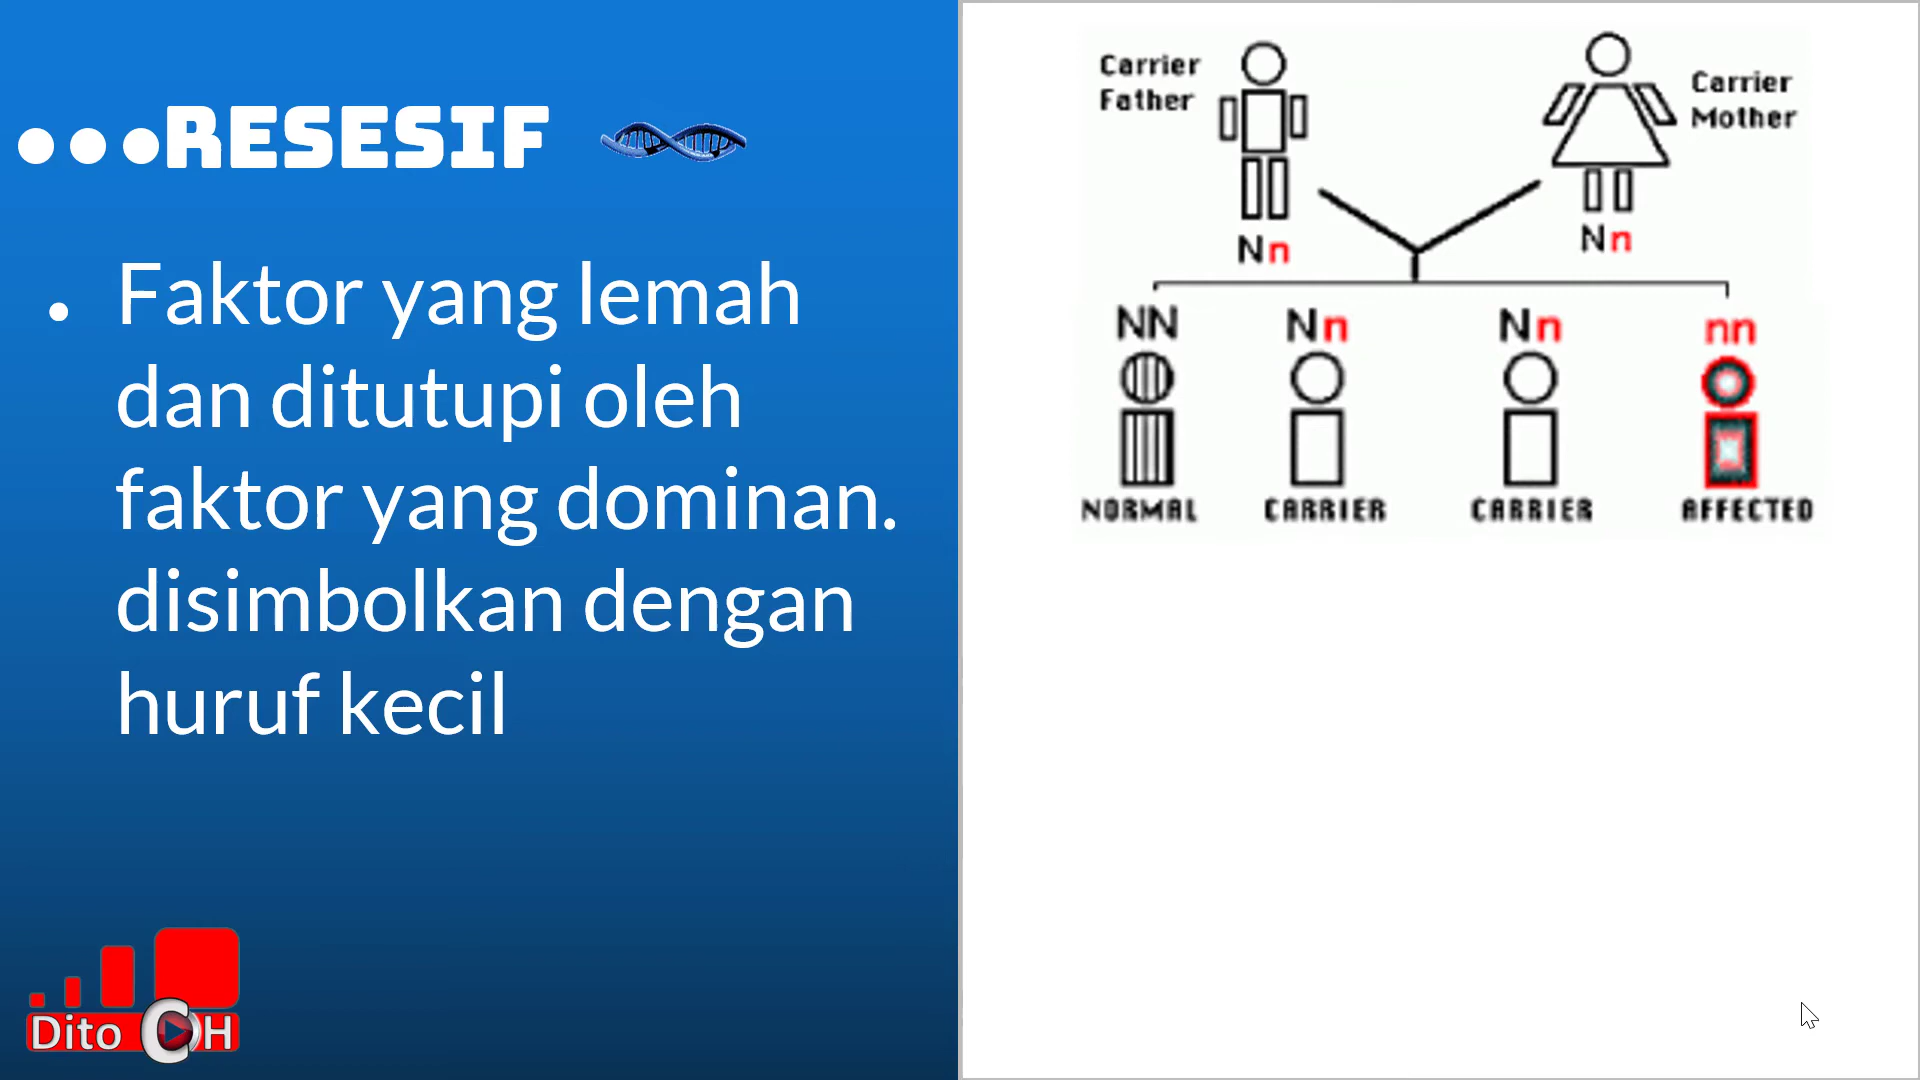 RESESIF
Faktor yang lemah
dan ditutupi oleh
faktor yang dominan.
disimbolkan dengan
huruf kecil
Dito CH
Carrier
Father
Carrier
Mother
Nn
Nn
NN Nn Nn nn
NORMAL CARRIER CARRIER AFFECTED